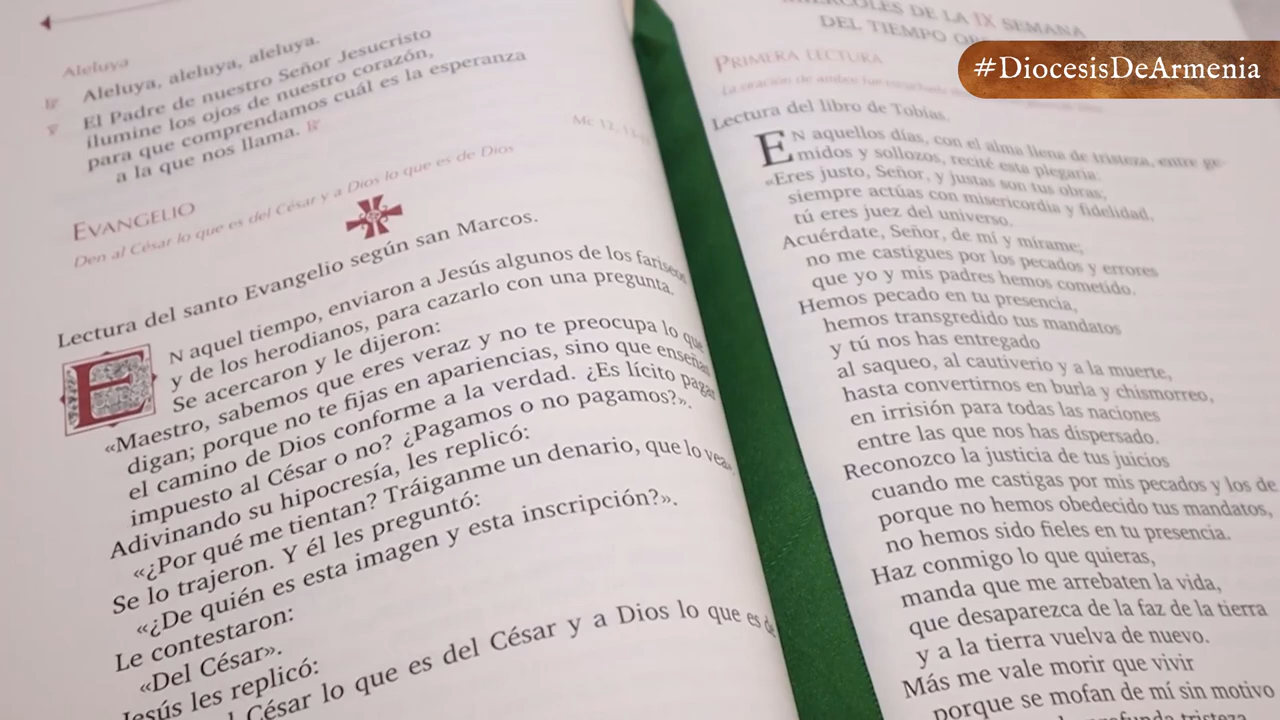 Aleluya
℟ Aleluya, aleluya, aleluya.
℣ El Padre de nuestro Señor Jesucristo
ilumine los ojos de nuestro corazón,
para que comprendamos cuál es la esperanza
a la que nos llama. ℟
Mc 12, 13-
EVANGELIO
Den al César lo que es del César y a Dios lo que es de Dios
Lectura del santo Evangelio según san Marcos.
EN aquel tiempo, enviaron a Jesús algunos de los fariseos
y de los herodianos, para cazarlo con una pregunta.
Se acercaron y le dijeron:
«Maestro, sabemos que eres veraz y no te preocupa lo que
digan; porque no te fijas en apariencias, sino que enseñas
el camino de Dios conforme a la verdad. ¿Es lícito pagar
impuesto al César o no? ¿Pagamos o no pagamos?».
Adivinando su hipocresía, les replicó:
«¿Por qué me tientan? Tráiganme un denario, que lo vea».
Se lo trajeron. Y él les preguntó:
«¿De quién es esta imagen y esta inscripción?».
Le contestaron:
«Del César».
Jesús les replicó:
al César lo que es del César y a Dios lo que es de
MIÉRCOLES DE LA IX SEMANA
DEL TIEMPO
#DiocesisDeArmenia
PRIMERA LECTURA
La oración de ambos fue escuchada
Lectura del libro de Tobías.
EN aquellos días, con el alma llena de tristeza, entre ge-
midos y sollozos, recité esta plegaria:
«Eres justo, Señor, y justas son tus obras;
siempre actúas con misericordia y fidelidad,
tú eres juez del universo.
Acuérdate, Señor, de mí y mírame;
no me castigues por los pecados y errores
que yo y mis padres hemos cometido.
Hemos pecado en tu presencia,
hemos transgredido tus mandatos
y tú nos has entregado
al saqueo, al cautiverio y a la muerte,
hasta convertirnos en burla y chismorreo,
en irrisión para todas las naciones
entre las que nos has dispersado.
Reconozco la justicia de tus juicios
cuando me castigas por mis pecados y los de
porque no hemos obedecido tus mandatos,
no hemos sido fieles en tu presencia.
Haz conmigo lo que quieras,
manda que me arrebaten la vida,
que desaparezca de la faz de la tierra
y a la tierra vuelva de nuevo.
Más me vale morir que vivir
porque se mofan de mí sin motivo
profunda tristeza